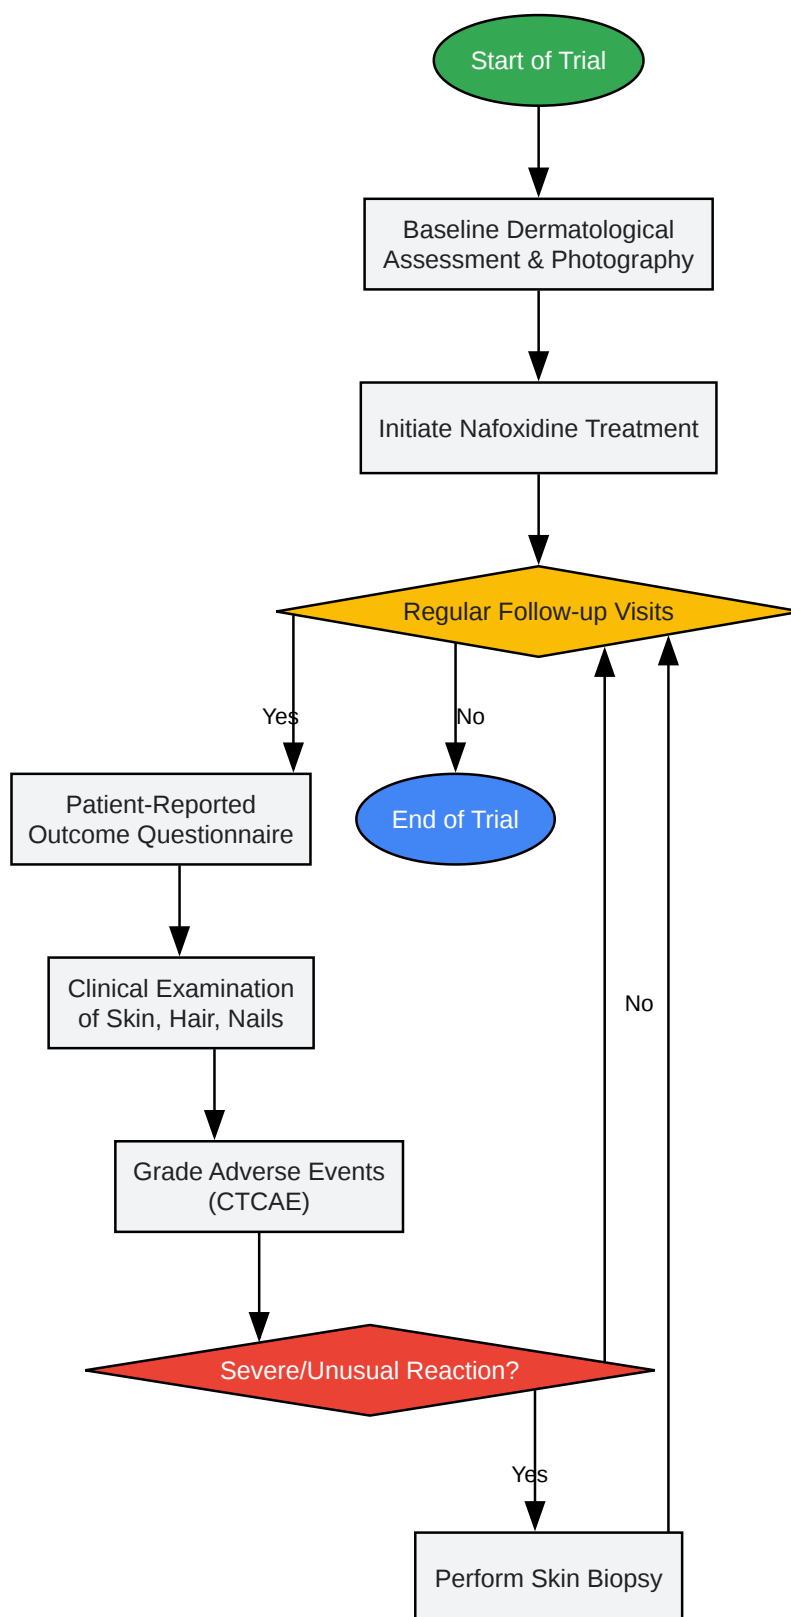 Start of Trial
Baseline Dermatological
Assessment & Photography
Initiate Nafoxidine Treatment
Regular Follow-up Visits
Yes
No
Patient-Reported
Outcome Questionnaire
End of Trial
Clinical Examination
of Skin, Hair, Nails
No
Grade Adverse Events
(CTCAE)
Severe/Unusual Reaction?
Yes
Perform Skin Biopsy